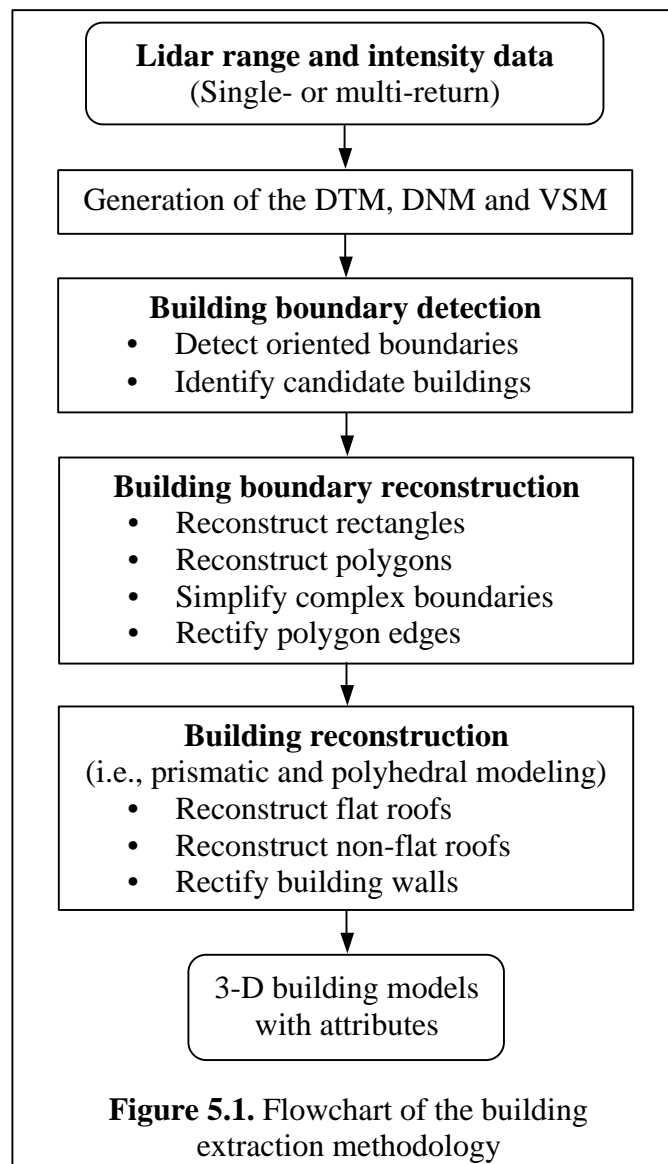 Lidar range and intensity data
(Single- or multi-return)
Generation of the DTM, DNM and VSM
Building boundary detection
• Detect oriented boundaries
• Identify candidate buildings
Building boundary reconstruction
• Reconstruct rectangles
• Reconstruct polygons
• Simplify complex boundaries
• Rectify polygon edges
Building reconstruction
(i.e., prismatic and polyhedral modeling)
• Reconstruct flat roofs
• Reconstruct non-flat roofs
• Rectify building walls
3-D building models
with attributes
Figure 5.1. Flowchart of the building
extraction methodology